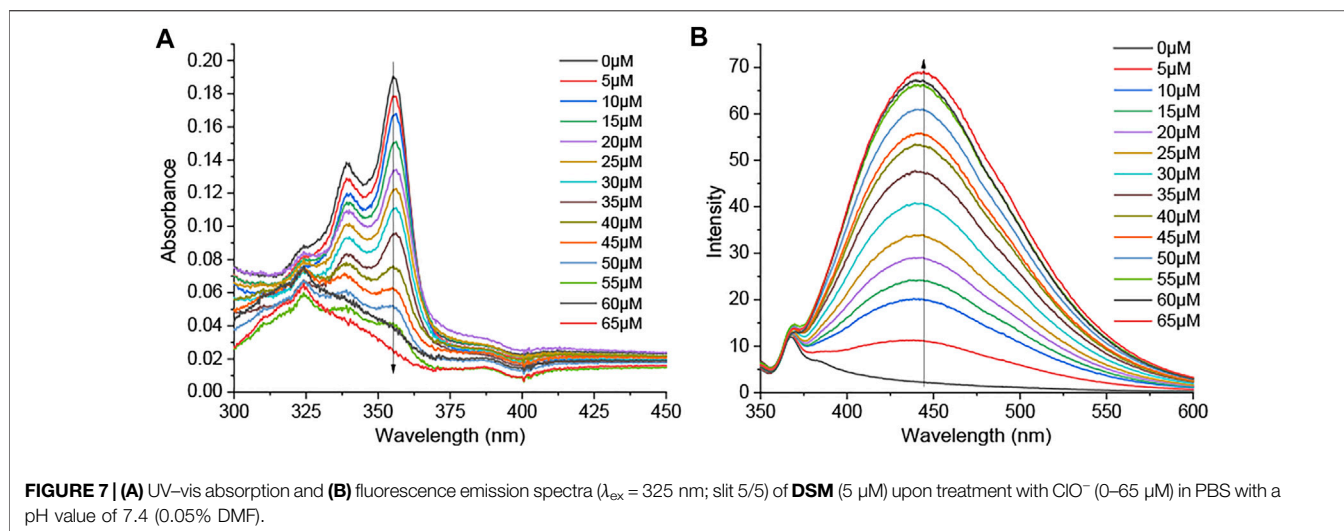 A
0.20
0.18
0.16
0.14
0.12
0.10
0.08
0.06
0.04
0.02
0.00
Absorbance
300 325 350 375 400 425 450
Wavelength (nm)
0µM
5µM
10µM
15µM
20µM
25µM
30µM
35µM
40µM
45µM
50µM
55µM
60µM
65µM
B
70
60
50
40
30
20
10
0
Intensity
350 400 450 500 550 600
Wavelength (nm)
0µM
5µM
10µM
15µM
20µM
25µM
30µM
35µM
40µM
45µM
50µM
55µM
60µM
65µM
FIGURE 7 | (A) UV–vis absorption and (B) fluorescence emission spectra (λex = 325 nm; slit 5/5) of DSM (5 µM) upon treatment with ClO⁻ (0–65 µM) in PBS with a
pH value of 7.4 (0.05% DMF).